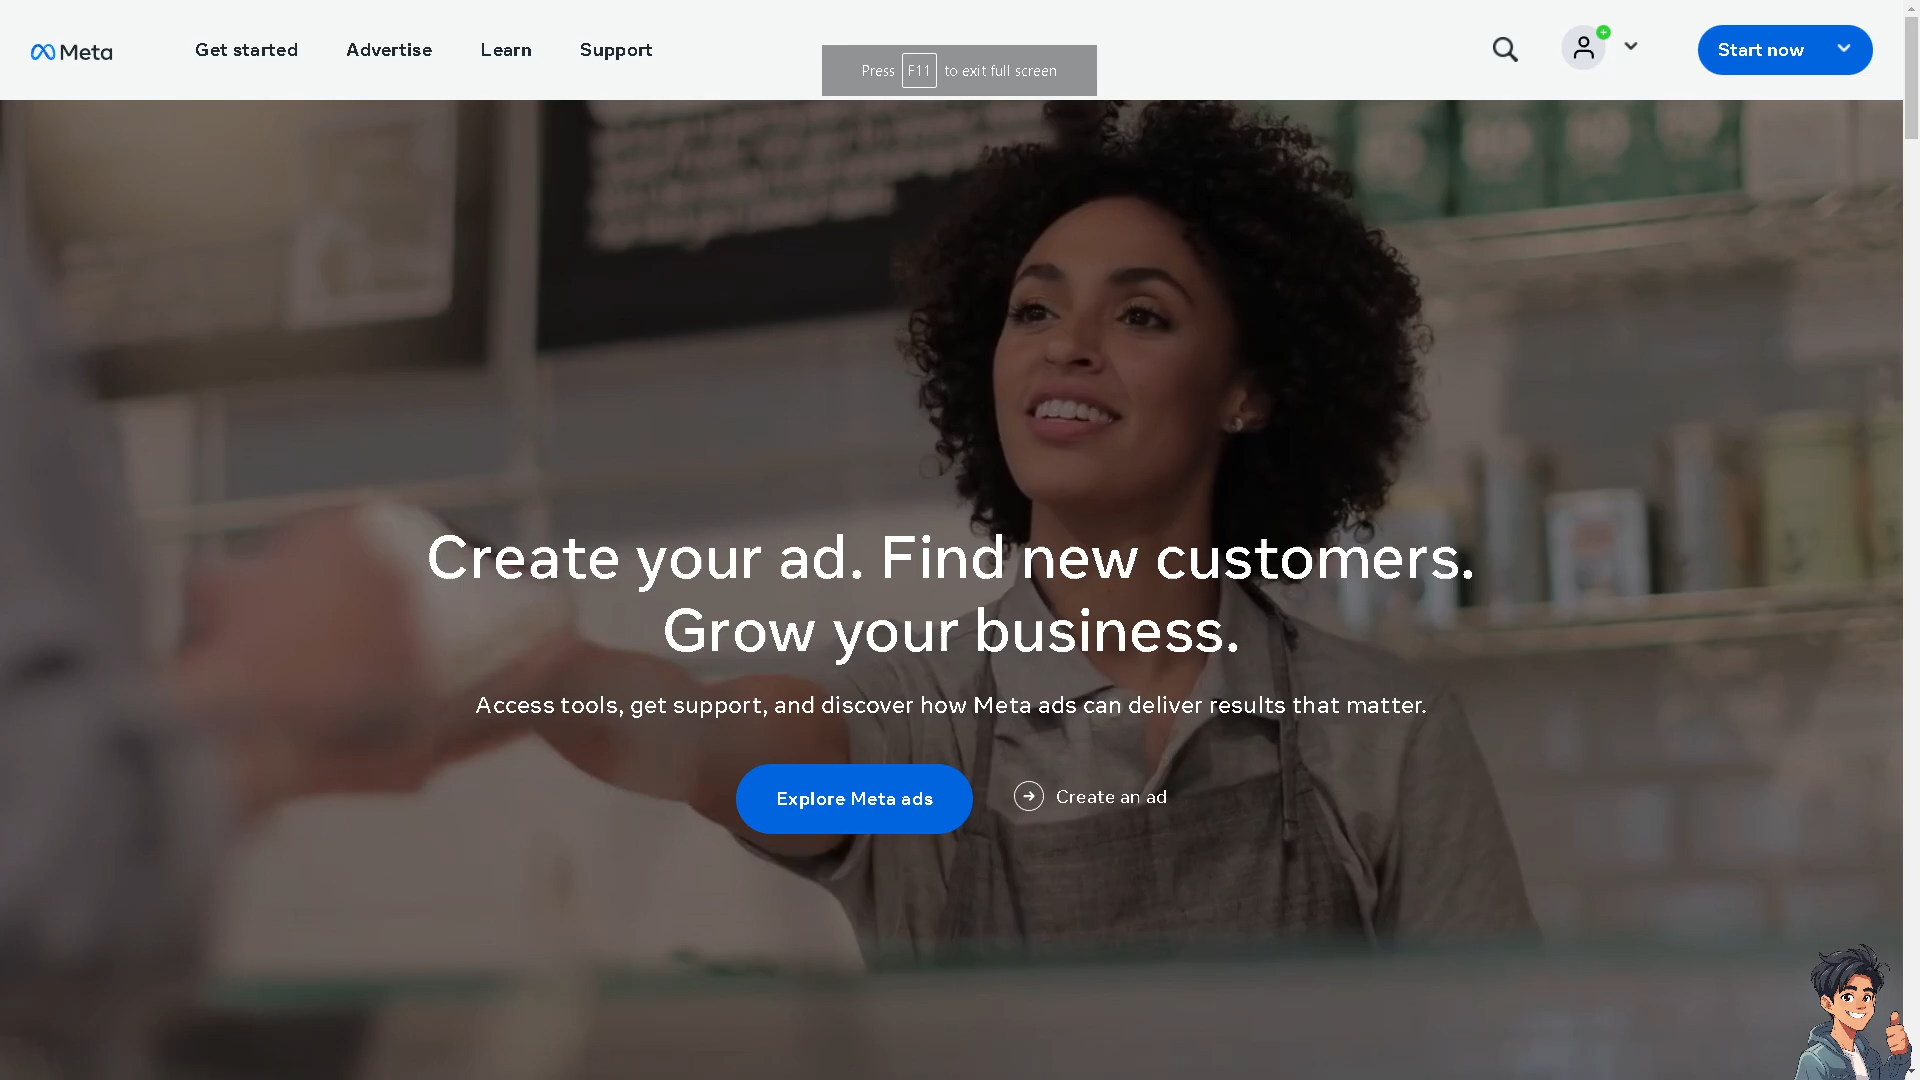 Meta
Get started
Advertise
Learn
Support
Press F11 to exit full screen
Start now
Create your ad. Find new customers.
Grow your business.
Access tools, get support, and discover how Meta ads can deliver results that matter.
Explore Meta ads
Create an ad